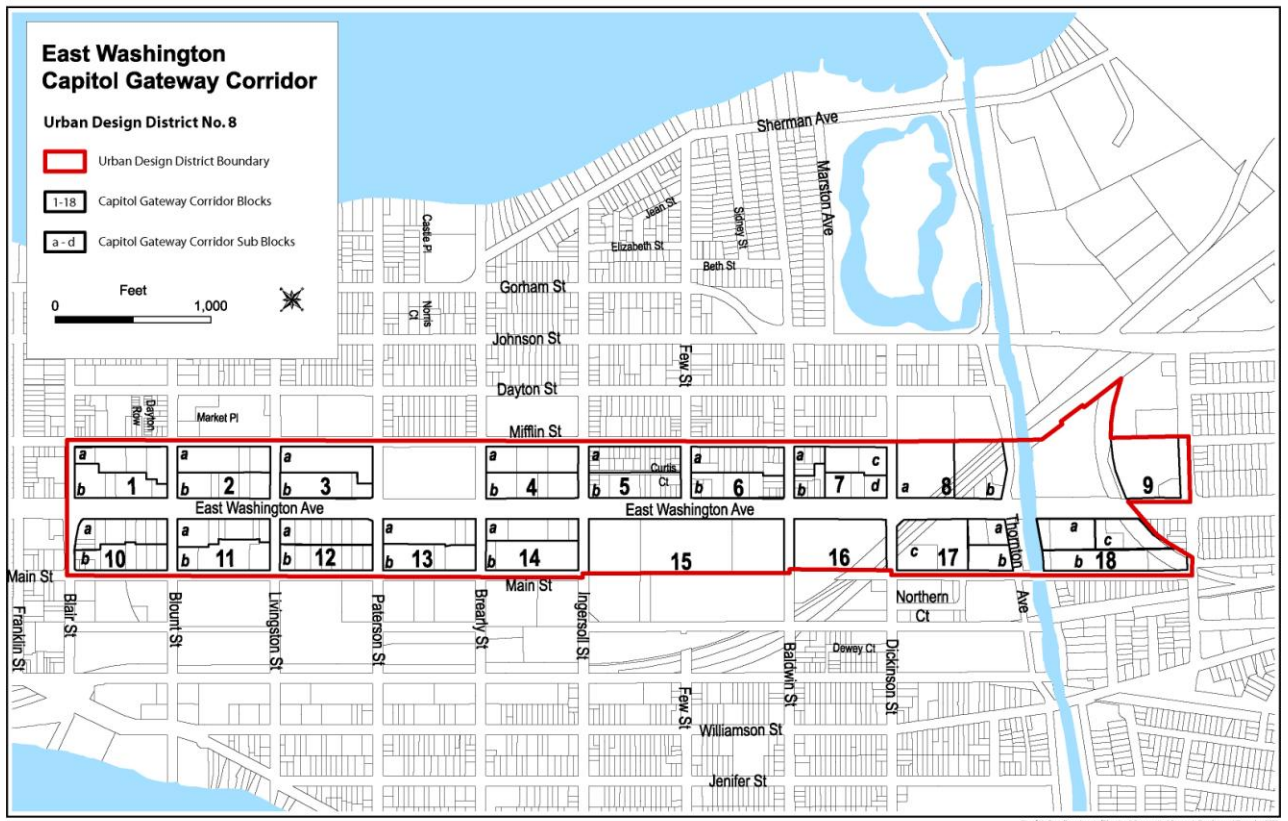 East Washington
Capitol Gateway Corridor
Urban Design District No. 8
Urban Design District Boundary
1-18 Capitol Gateway Corridor Blocks
a - d Capitol Gateway Corridor Sub Blocks
Feet
0 1,000
Sherman Ave
Marston Ave
Sidney St
Jean St
Castle Pl
Elizabeth St
Beth St
Gorham St
Norris Ct
Johnson St
Few St
Dayton St
Dayton Row
Market Pl
Mifflin St
a a a a a a a c
Curtis Ct
b 1 b 2 b 3 b 4 b 5 b 6 b 7 d a 8 b 9
East Washington Ave East Washington Ave
a a a a a a a
b 10 b 11 b 12 b 13 b 14 15 16 c 17 b c b 18
Thornton Ave
Main St Main St
Northern Ct
Franklin St
Blair St
Blount St
Livingston St
Paterson St
Brearly St
Ingersoll St
Baldwin St
Dickinson St
Dewey Ct
Few St
Williamson St
Jenifer St